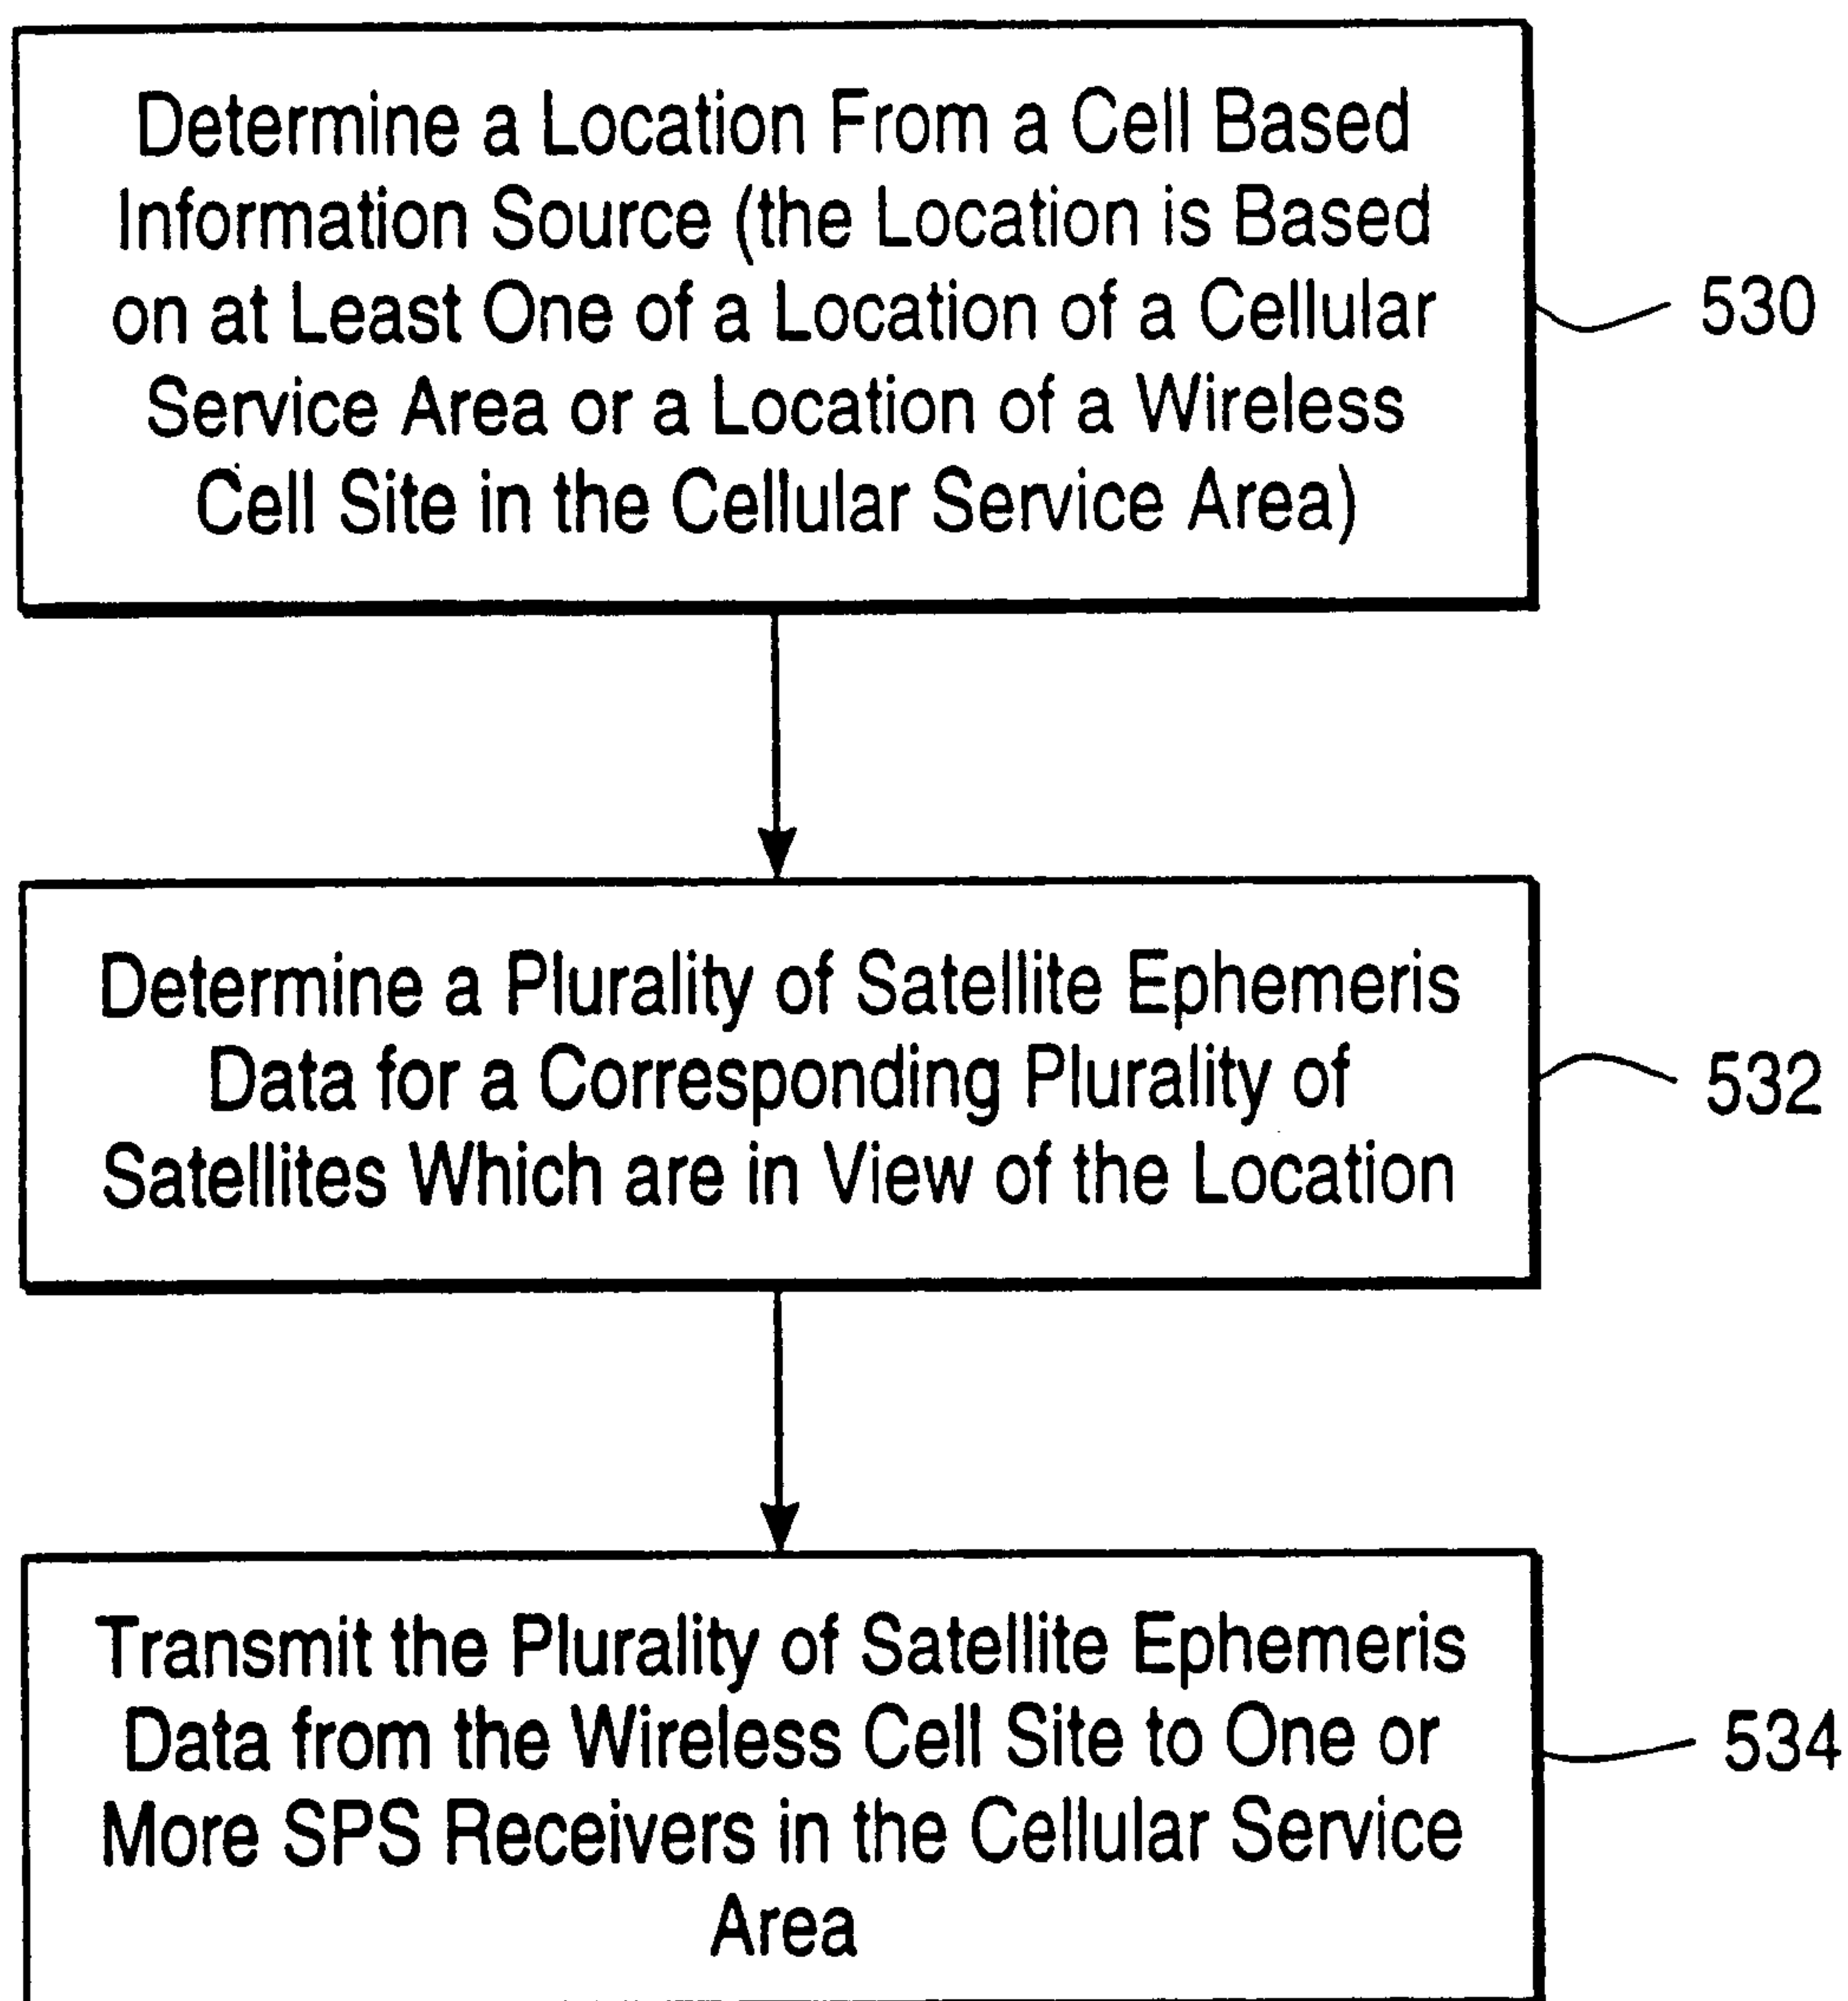 Determine a Location From a Cell Based
Information Source (the Location is Based
on at Least One of a Location of a Cellular
Service Area or a Location of a Wireless
Cell Site in the Cellular Service Area)
530
Determine a Plurality of Satellite Ephemeris
Data for a Corresponding Plurality of
Satellites Which are in View of the Location
532
Transmit the Plurality of Satellite Ephemeris
Data from the Wireless Cell Site to One or
More SPS Receivers in the Cellular Service
Area
534